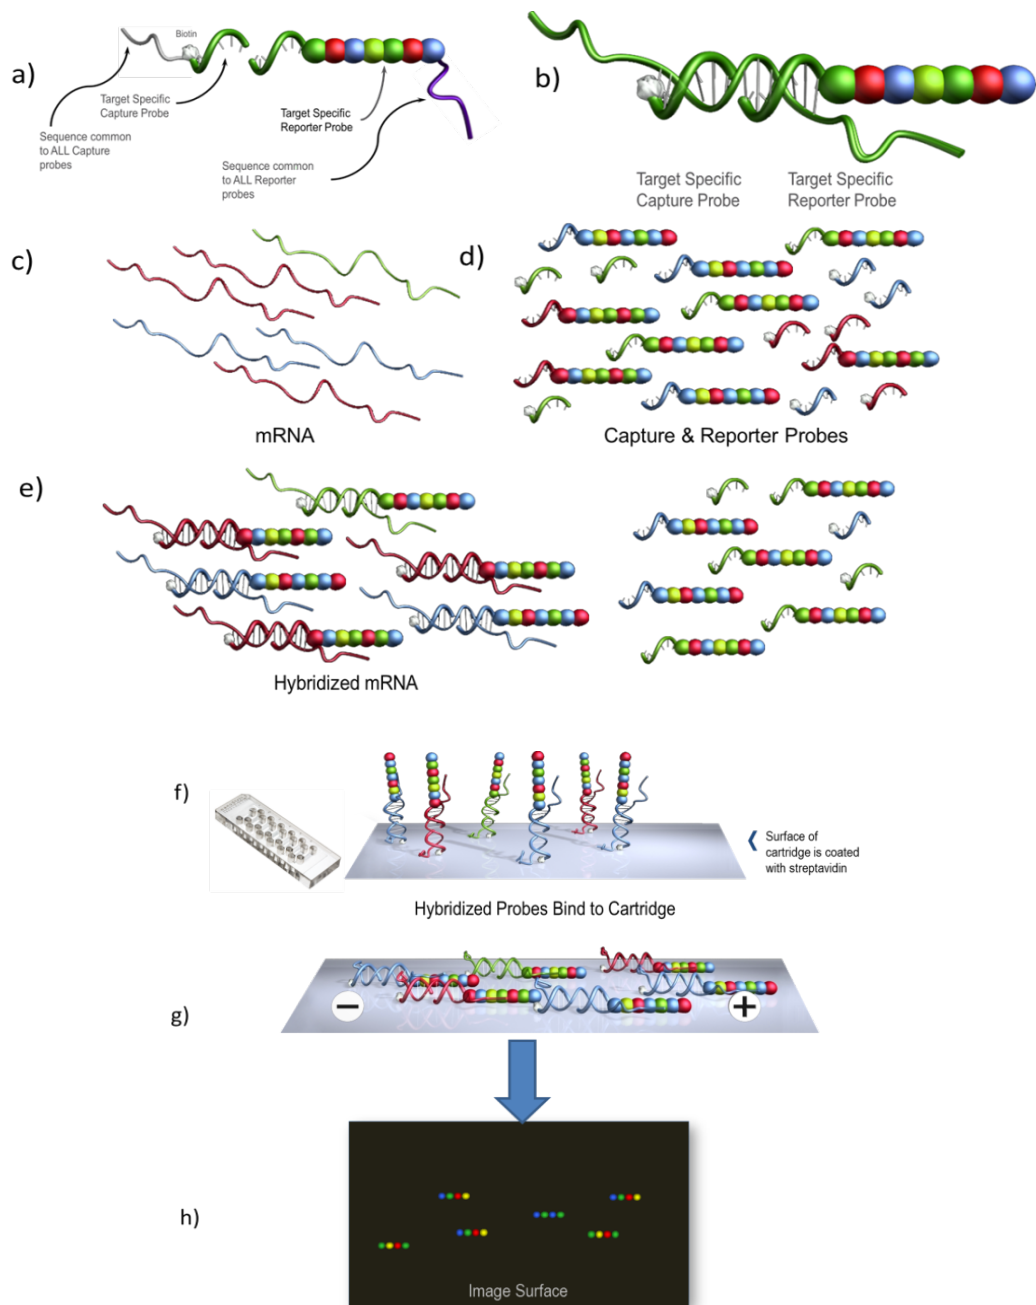 a)
Biotin
Target Specific
Capture Probe
Sequence common
to ALL Capture
probes
Target Specific
Reporter Probe
Sequence common
to ALL Reporter
probes
b)
Target Specific
Capture Probe
Target Specific
Reporter Probe
c)
mRNA
d)
Capture & Reporter Probes
e)
Hybridized mRNA
f)
Surface of
cartridge is coated
with streptavidin
Hybridized Probes Bind to Cartridge
g)
−
+
h)
Image Surface